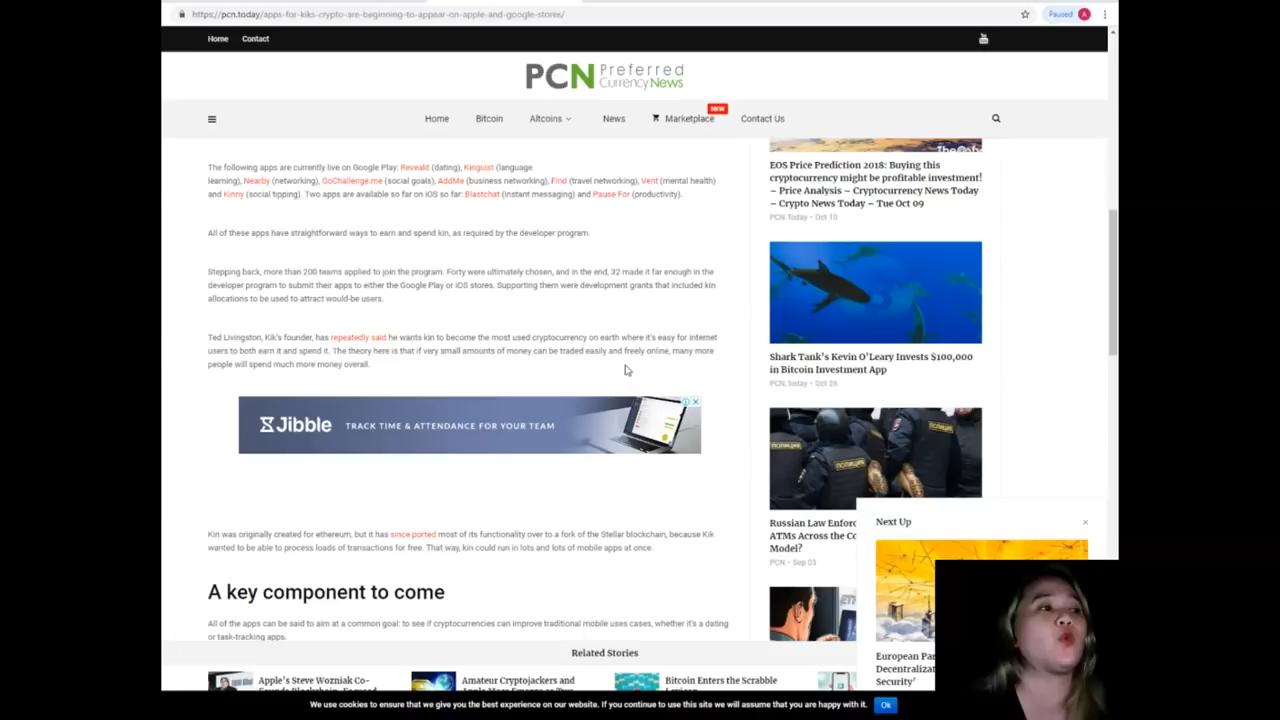 https://pcn.today/apps-for-kiks-crypto-are-beginning-to-appear-on-apple-and-google-stores/
Paused
A
Home Contact
PCN Preferred
Currency News
Home Bitcoin Altcoins News Marketplace NEW Contact Us
The following apps are currently live on Google Play: Reveald (dating), Kinguist (language
learning), Nearby (networking), GoChallenge.me (social goals), AddMe (business networking), Find (travel networking), Vent (mental health)
and Kinny (social tipping). Two apps are available so far on iOS so far: Blastchat (instant messaging) and Pause For (productivity).
All of these apps have straightforward ways to earn and spend kin, as required by the developer program.
Stepping back, more than 200 teams applied to join the program. Forty were ultimately chosen, and in the end, 32 made it far enough in the
developer program to submit their apps to either the Google Play or iOS stores. Supporting them were development grants that included kin
allocations to be used to attract would-be users.
Ted Livingston, Kik's founder, has repeatedly said he wants kin to become the most used cryptocurrency on earth where it's easy for internet
users to both earn it and spend it. The theory here is that if very small amounts of money can be traded easily and freely online, many more
people will spend much more money overall.
Jibble TRACK TIME & ATTENDANCE FOR YOUR TEAM
Kin was originally created for ethereum, but it has since ported most of its functionality over to a fork of the Stellar blockchain, because Kik
wanted to be able to process loads of transactions for free. That way, kin could run in lots and lots of mobile apps at once.
A key component to come
All of the apps can be said to aim at a common goal: to see if cryptocurrencies can improve traditional mobile uses cases, whether it's a dating
or task-tracking apps.
EOS Price Prediction 2018: Buying this
cryptocurrency might be profitable investment!
– Price Analysis – Cryptocurrency News Today
– Crypto News Today – Tue Oct 09
PCN.Today - Oct 10
Shark Tank's Kevin O'Leary Invests $100,000
in Bitcoin Investment App
PCN.Today - Oct 26
ПОЛИЦИЯ
ПОЛИЦИЯ
Russian Law Enforc
ATMs Across the Co
Model?
PCN - Sep 03
Next Up
European Par
Decentralizat
Security'
Related Stories
Apple's Steve Wozniak Co-
Amateur Cryptojackers and
Bitcoin Enters the Scrabble
We use cookies to ensure that we give you the best experience on our website. If you continue to use this site we will assume that you are happy with it. Ok